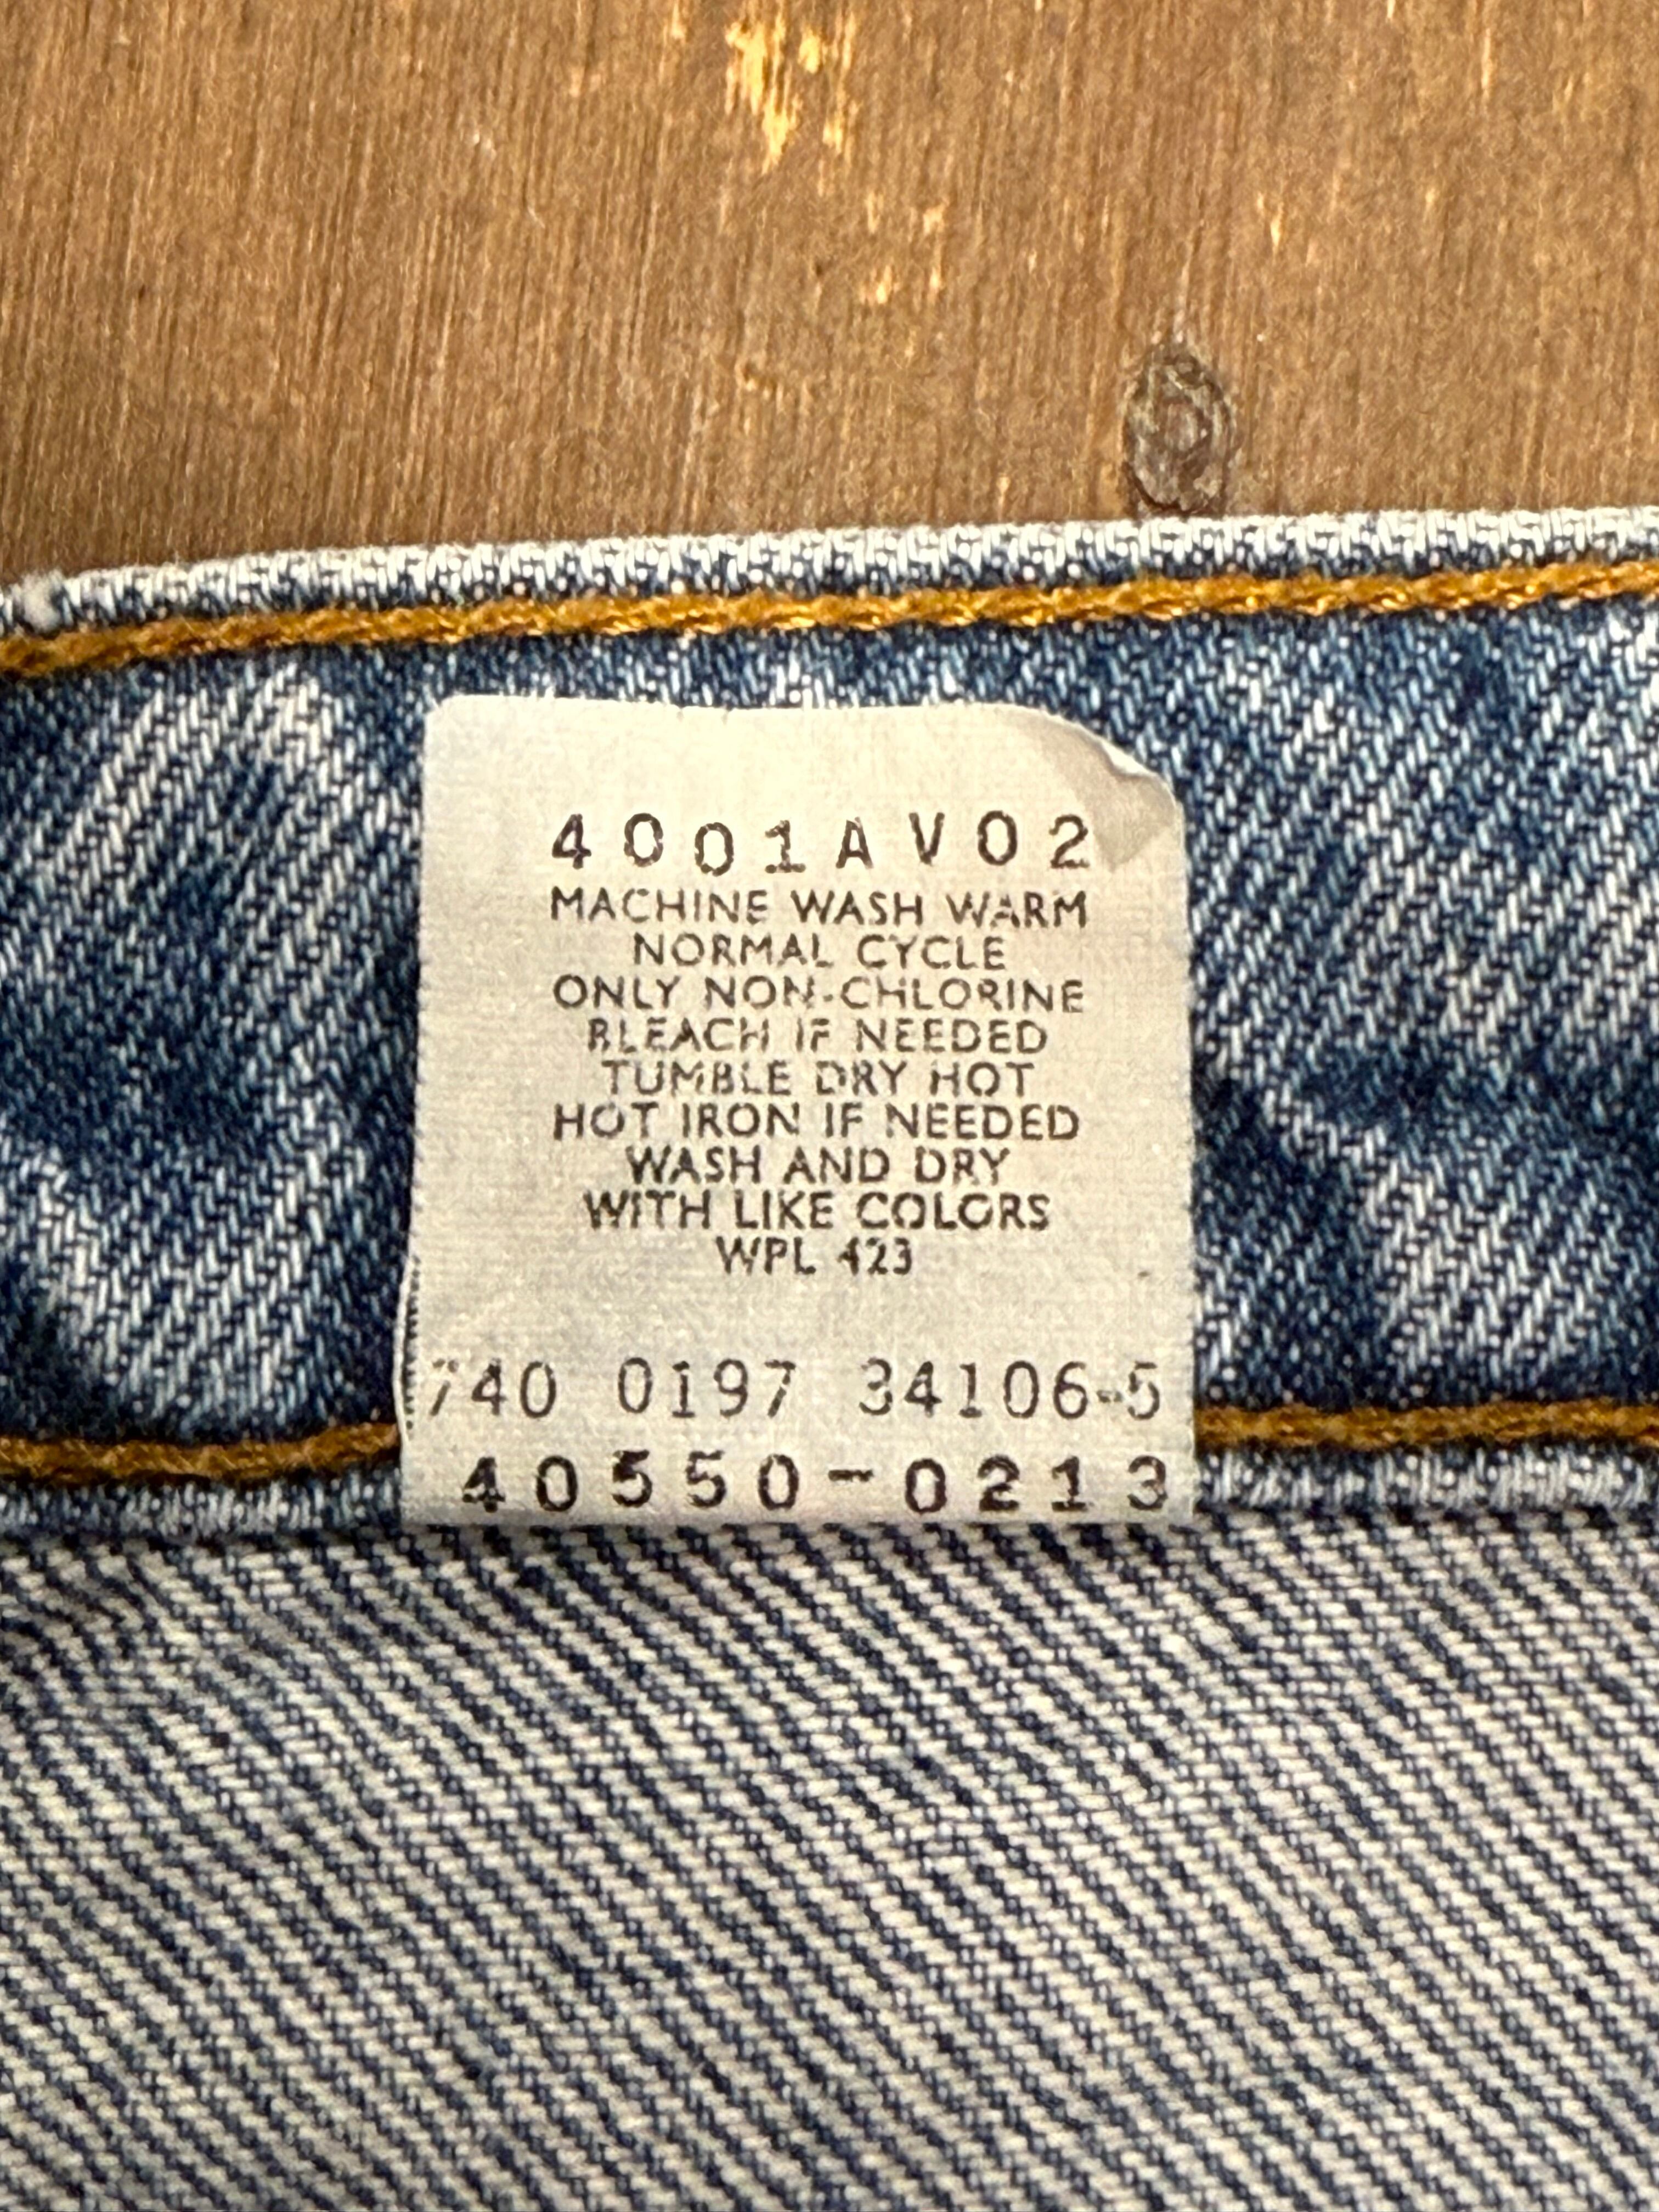 4001AV02
MACHINE WASH WARM
NORMAL CYCLE
ONLY NON-CHLORINE
BLEACH IF NEEDED
TUMBLE DRY HOT
HOT IRON IF NEEDED
WASH AND DRY
WITH LIKE COLORS
WPL 423
740 0197 34106-5
40550-0213